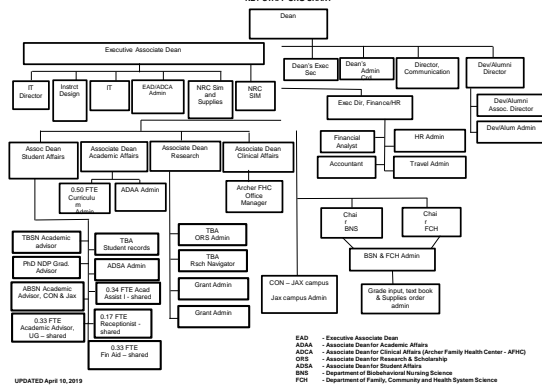 Dean
Executive Associate Dean
Dean's Exec
Sec
Dean's
Admin
Crd
Director,
Communication
Dev/Alumni
Director
IT
Director
Instrct
Design
IT
EAD/ADCA
Admin
NRC Sim
and
Supplies
NRC
SIM
Exec Dir, Finance/HR
Dev/Alumni
Assoc. Director
Dev/Alum Admin
Financial
Analyst
HR Admin
Accountant
Travel Admin
Assoc Dean
Student Affairs
Associate Dean
Academic Affairs
Associate Dean
Research
Associate Dean
Clinical Affairs
0.50 FTE
Curriculu
m
Admin
ADAA Admin
Archer FHC
Office
Manager
Chai
r
BNS
Chai
r
FCH
TBSN Academic
advisor
TBA
Student records
TBA
ORS Admin
PhD NDP Grad.
Advisor
ADSA Admin
TBA
Rsch Navigator
BSN & FCH Admin
ABSN Academic
Advisor, CON & Jax
0.34 FTE Acad
Assist I - shared
Grant Admin
CON – JAX campus
Jax campus Admin
Grade input, text book
& Supplies order
admin
0.33 FTE
Academic Advisor,
UG – shared
0.17 FTE
Receptionist -
shared
Grant Admin
0.33 FTE
Fin Aid – shared
EAD - Executive Associate Dean
ADAA - Associate Dean for Academic Affairs
ADCA - Associate Dean for Clinical Affairs (Archer Family Health Center - AFHC)
ORS - Associate Dean for Research & Scholarship
ADSA - Associate Dean for Student Affairs
BNS - Department of Biobehavioral Nursing Science
FCH - Department of Family, Community and Health System Science
UPDATED April 10, 2019